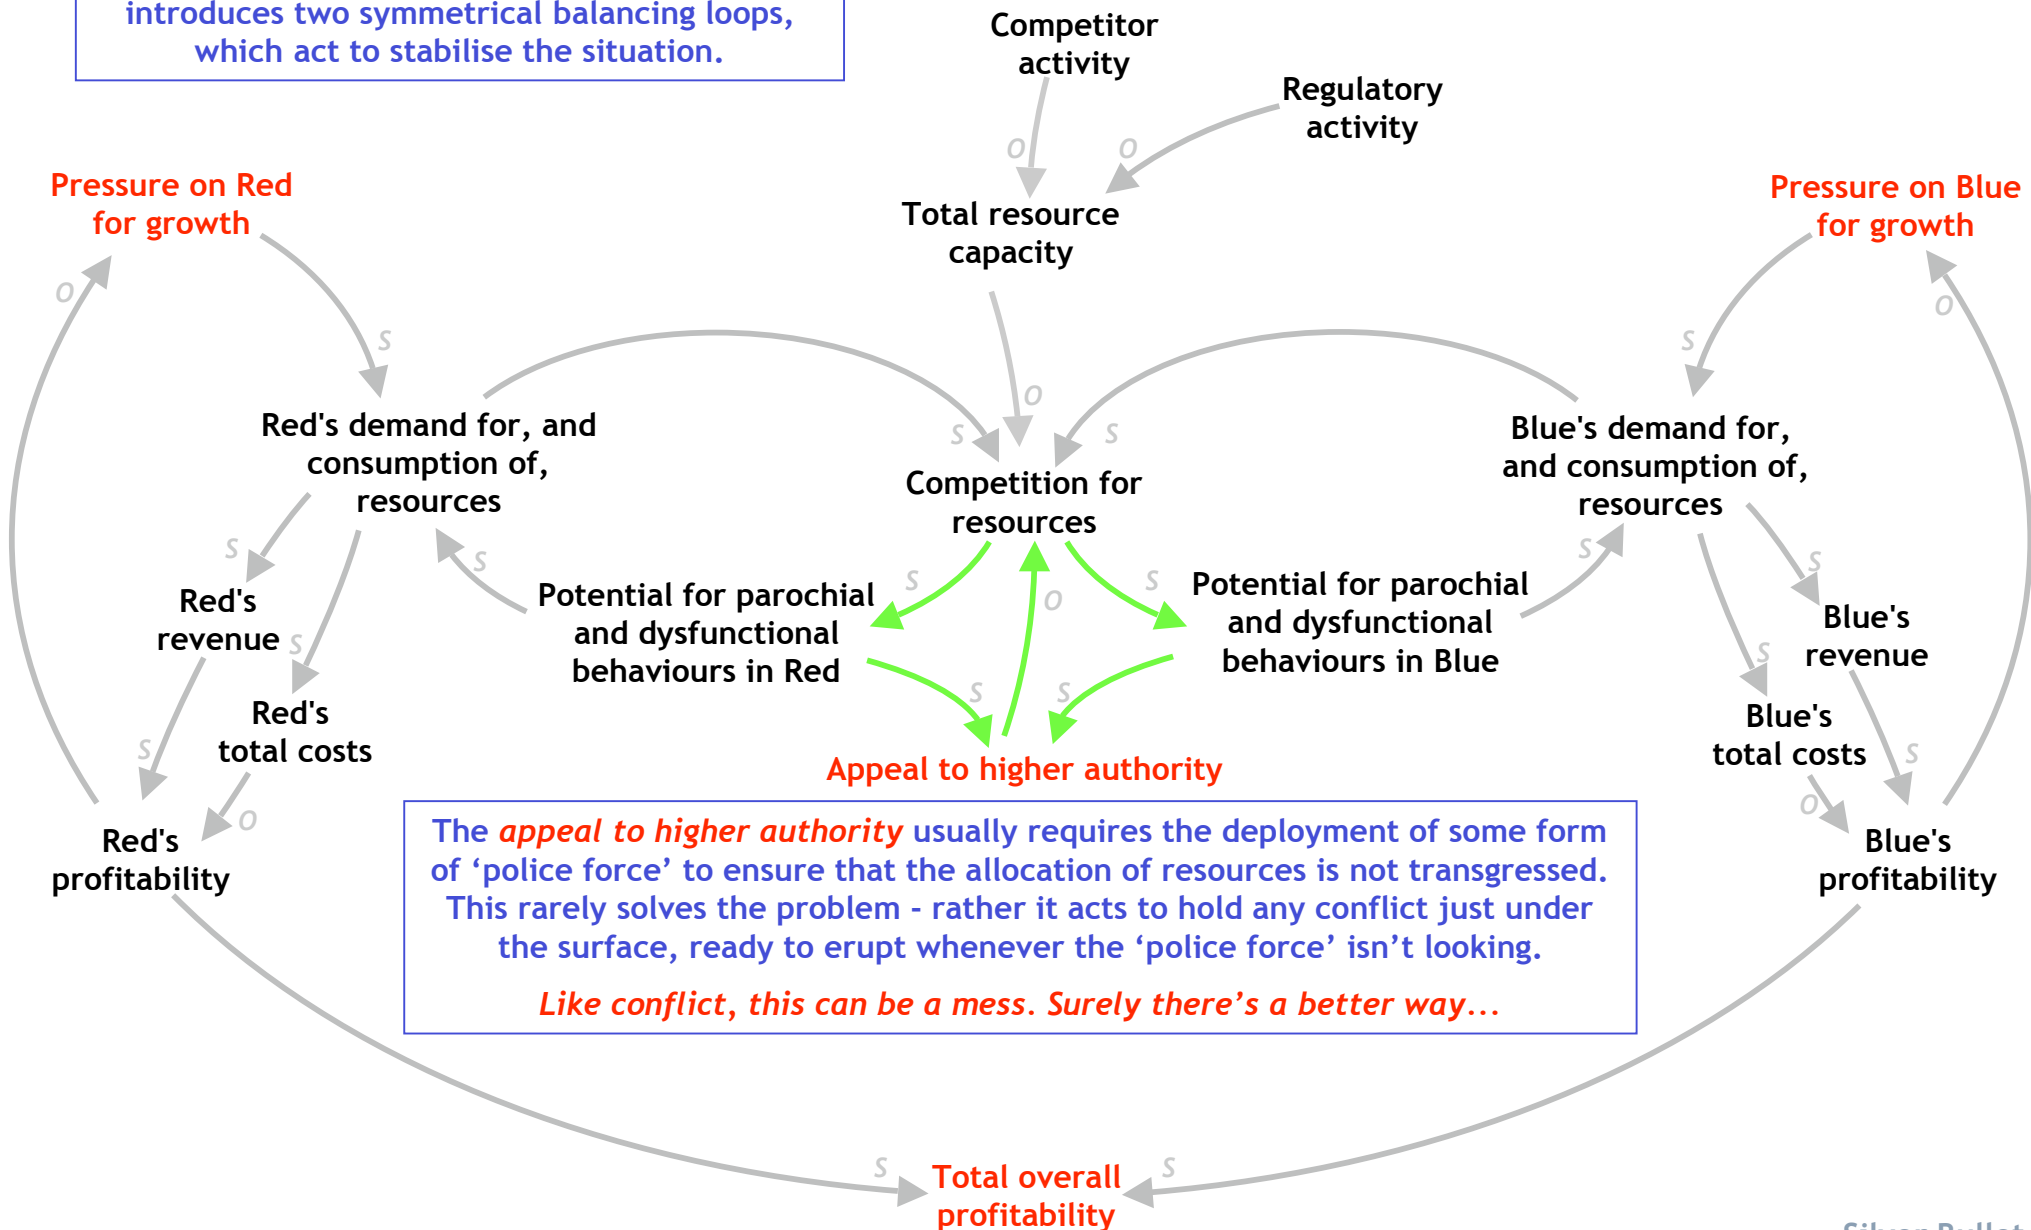 introduces two symmetrical balancing loops,
which act to stabilise the situation.
Competitor
activity
Regulatory
activity
O
O
Pressure on Red
for growth
Total resource
capacity
Pressure on Blue
for growth
O
S
O
S
O
S
S
Red's demand for, and
consumption of,
resources
Competition for
resources
Blue's demand for,
and consumption of,
resources
S
S
S
O
S
S
S
Red's
revenue
Potential for parochial
and dysfunctional
behaviours in Red
Potential for parochial
and dysfunctional
behaviours in Blue
Blue's
revenue
S
S
S
S
Red's
total costs
Blue's
total costs
S
O
O
S
Appeal to higher authority
Red's
profitability
Blue's
profitability
The appeal to higher authority usually requires the deployment of some form
of ‘police force’ to ensure that the allocation of resources is not transgressed.
This rarely solves the problem - rather it acts to hold any conflict just under
the surface, ready to erupt whenever the ‘police force’ isn’t looking.
Like conflict, this can be a mess. Surely there’s a better way...
S
S
Total overall
profitability